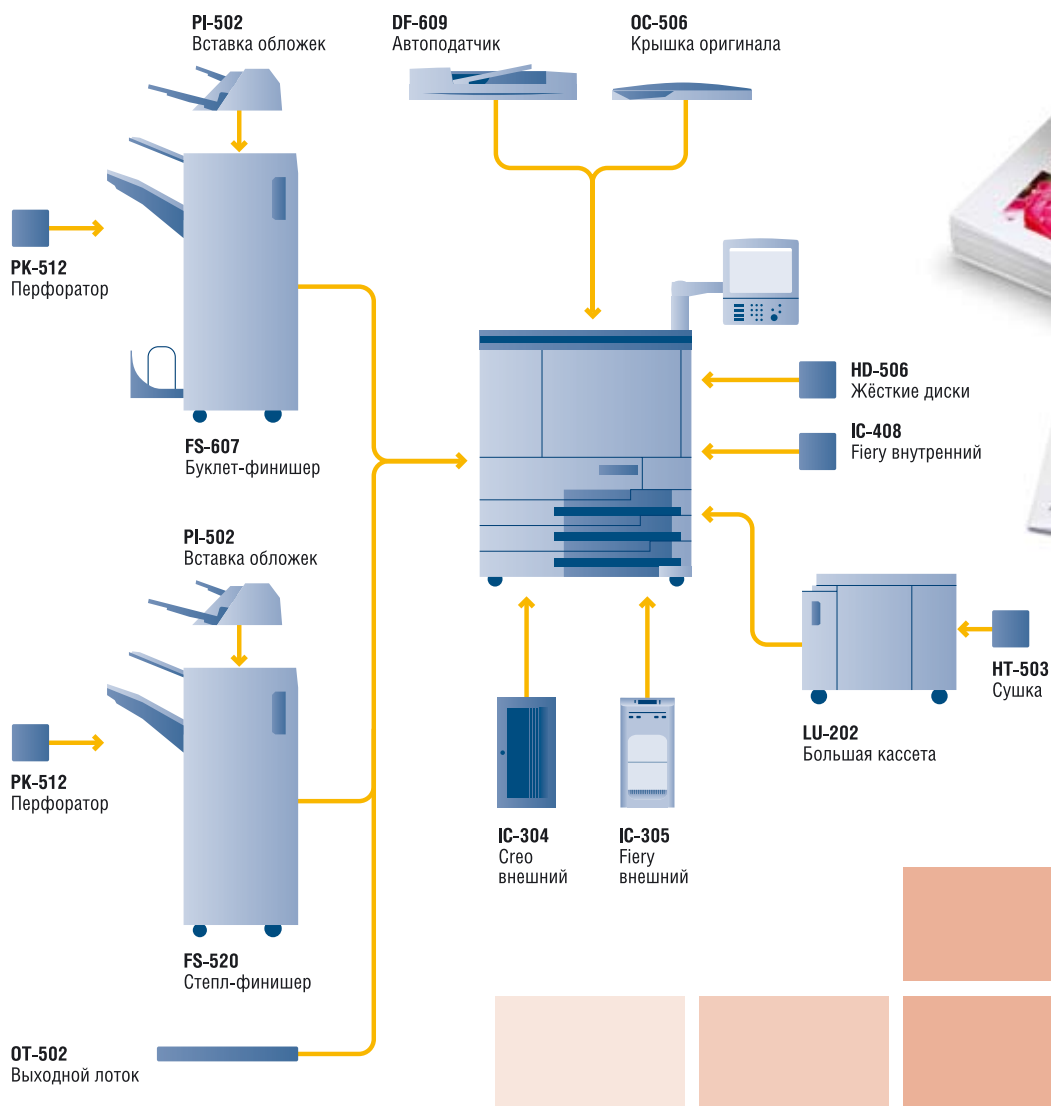 PI-502
Вставка обложек
DF-609
Автоподатчик
OC-506
Крышка оригинала
PK-512
Перфоратор
FS-607
Буклет-финишер
HD-506
Жёсткие диски
IC-408
Fiery внутренний
PI-502
Вставка обложек
HT-503
Сушка
LU-202
Большая кассета
PK-512
Перфоратор
IC-304
Creo
внешний
IC-305
Fiery
внешний
FS-520
Степл-финишер
OT-502
Выходной лоток